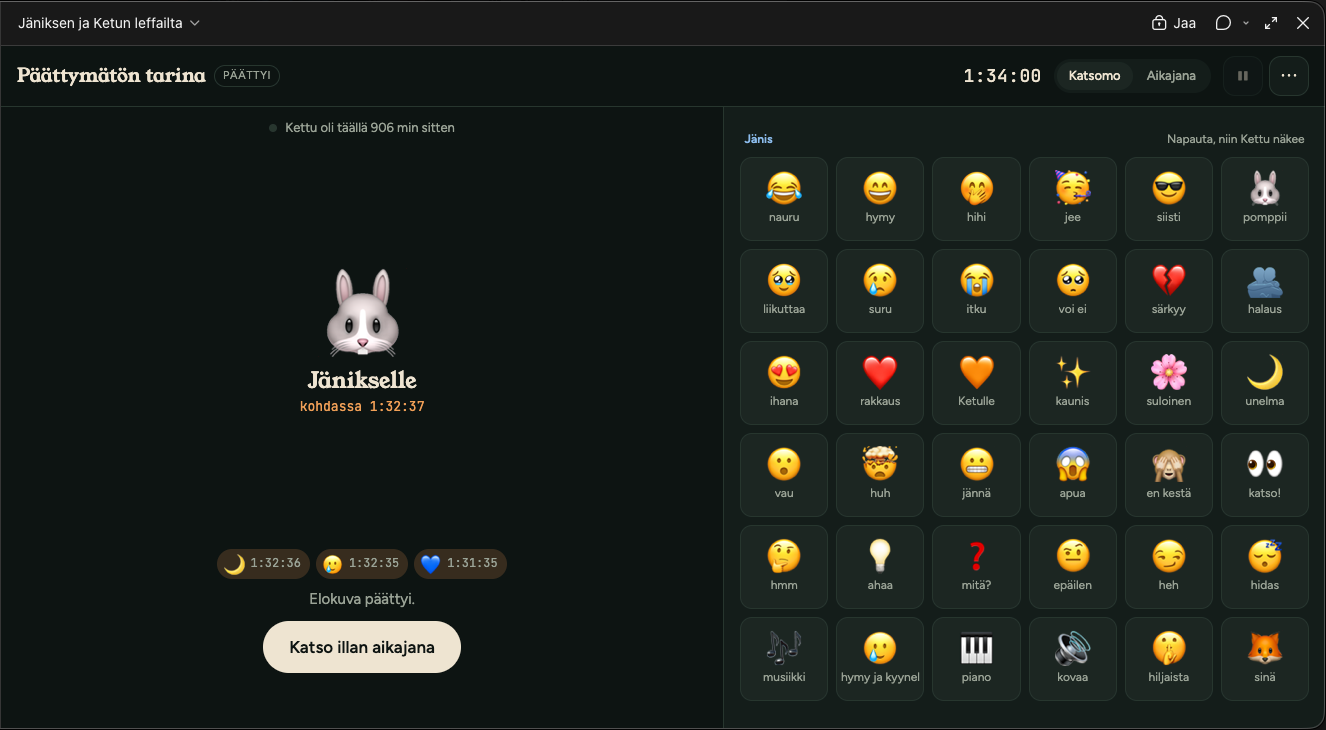 Jäniksen ja Ketun leffailta
Jaa
Päättymätön tarina
PÄÄTTYI
1:34:00
Katsomo
Aikajana
Kettu oli täällä 906 min sitten
Jänikselle
kohdassa 1:32:37
1:32:36
1:32:35
1:31:35
Elokuva päättyi.
Katso illan aikajana
Jänis
Napauta, niin Kettu näkee
nauru
hymy
hihi
jee
siisti
pomppii
liikuttaa
suru
itku
voi ei
särkyy
halaus
ihana
rakkaus
Ketulle
kaunis
suloinen
unelma
vau
huh
jännä
apua
en kestä
katso!
hmm
ahaa
mitä?
epäilen
heh
hidas
musiikki
hymy ja kyynel
piano
kovaa
hiljaista
sinä